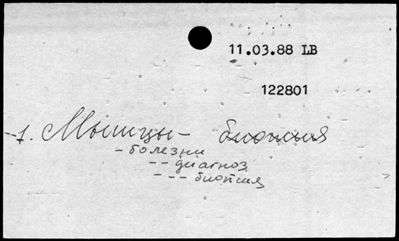 11.03.88 LB
122801
1. Мышцы - биопсия
- болезни
-- диагноз
--- биопсия